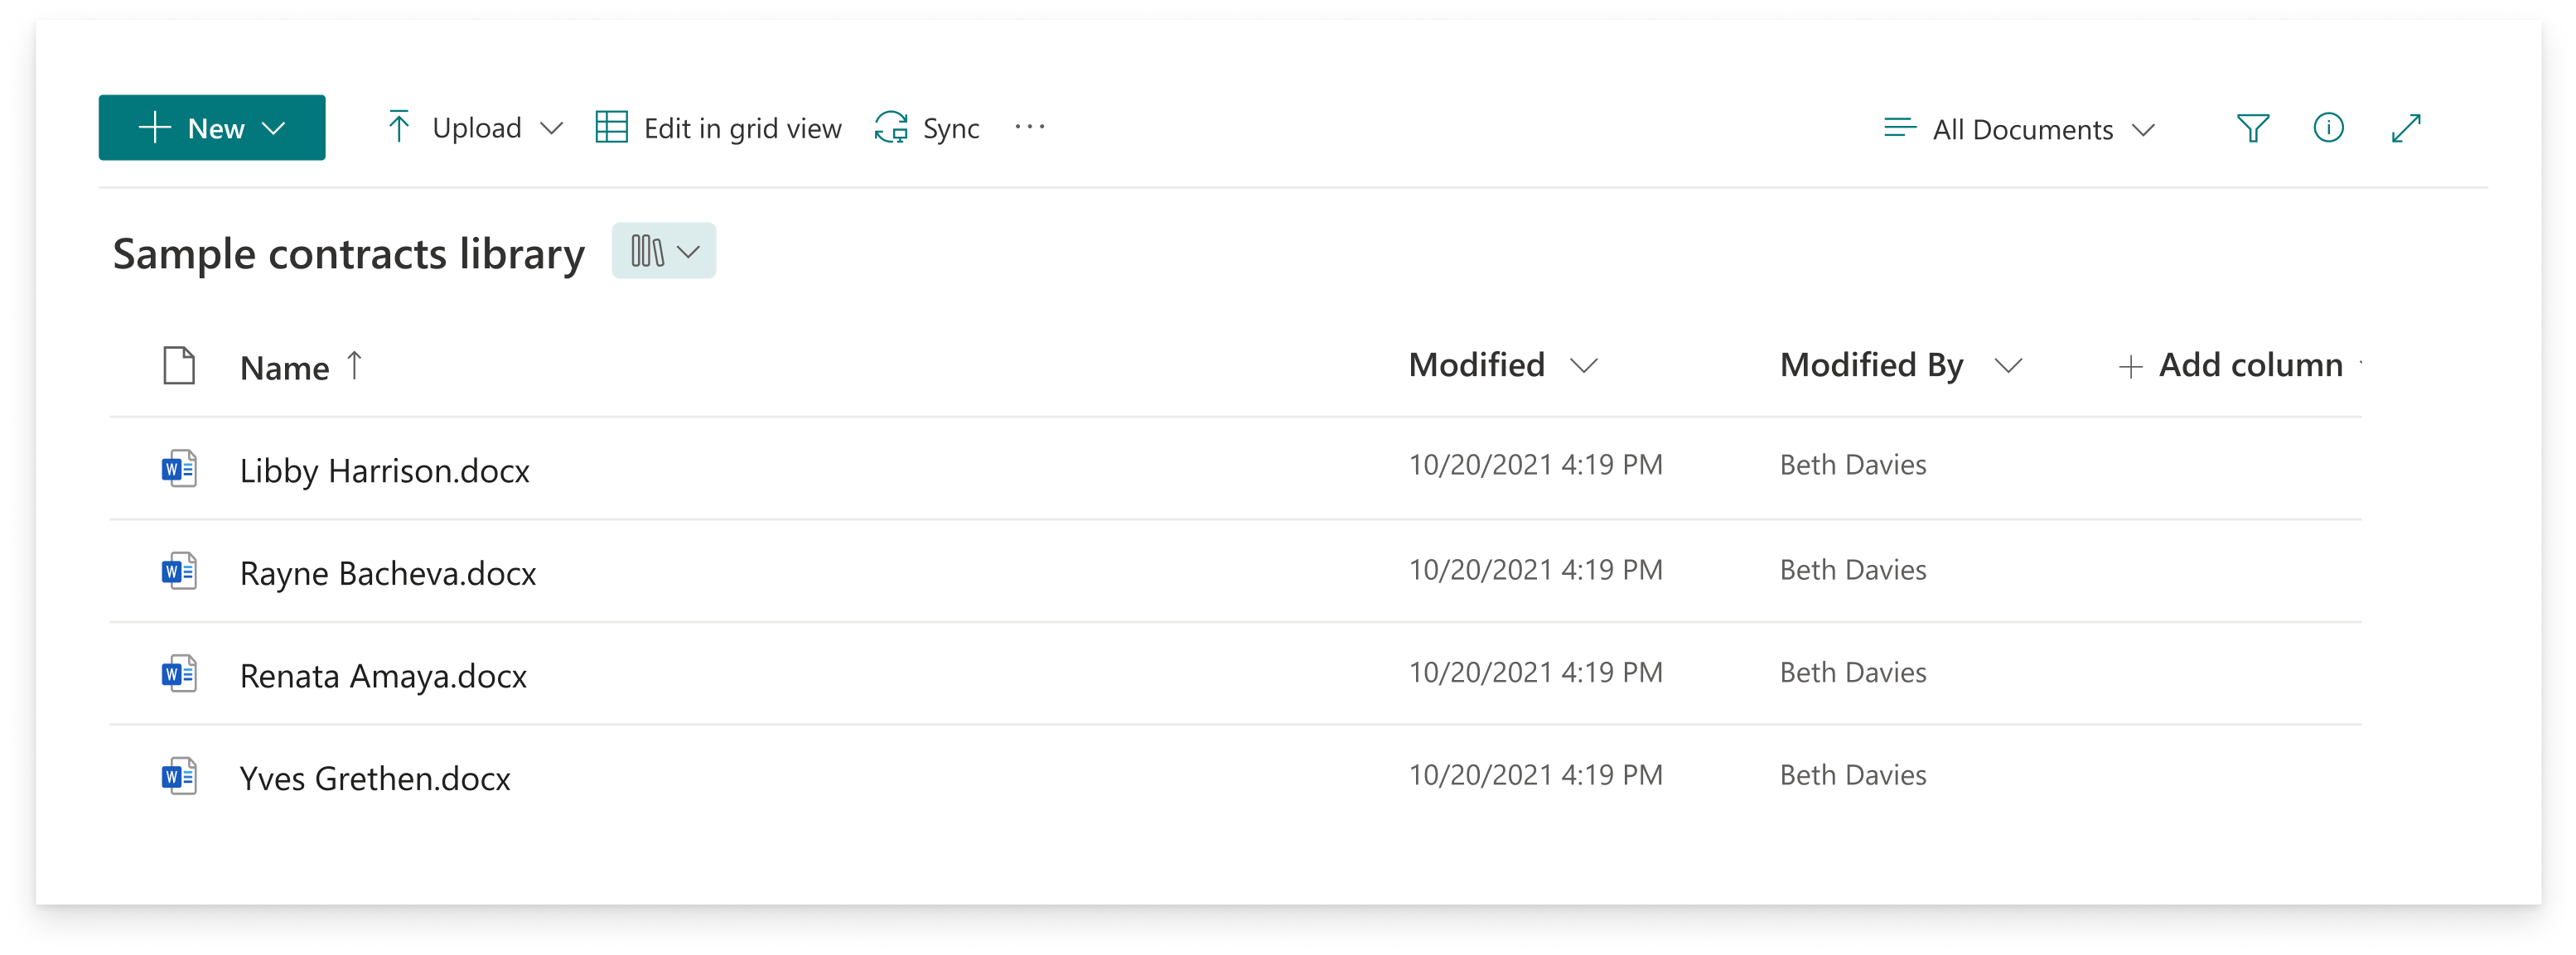 New Upload Edit in grid view Sync ··· All Documents
Sample contracts library
Name Modified Modified By Add column
Libby Harrison.docx 10/20/2021 4:19 PM Beth Davies
Rayne Bacheva.docx 10/20/2021 4:19 PM Beth Davies
Renata Amaya.docx 10/20/2021 4:19 PM Beth Davies
Yves Grethen.docx 10/20/2021 4:19 PM Beth Davies